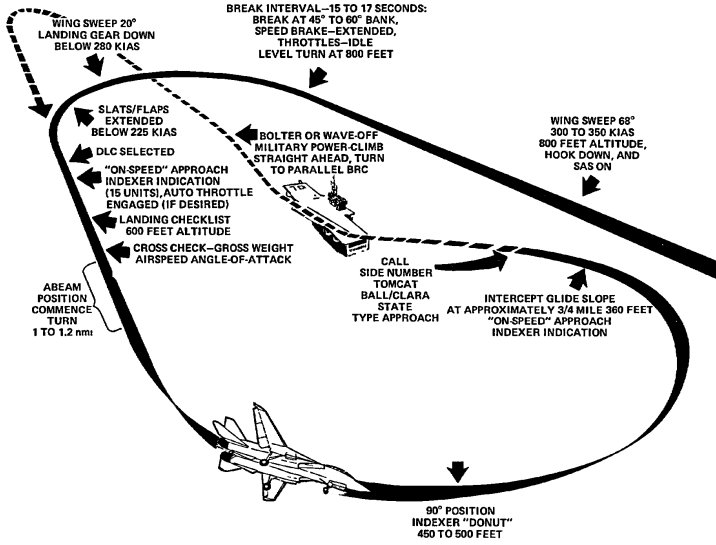 WING SWEEP 20°
LANDING GEAR DOWN
BELOW 280 KIAS
BREAK INTERVAL–15 TO 17 SECONDS:
BREAK AT 45° TO 60° BANK,
SPEED BRAKE–EXTENDED,
THROTTLES–IDLE
LEVEL TURN AT 800 FEET
WING SWEEP 68°
300 TO 350 KIAS
800 FEET ALTITUDE,
HOOK DOWN, AND
SAS ON
SLATS/FLAPS
EXTENDED
BELOW 225 KIAS
DLC SELECTED
"ON-SPEED" APPROACH
INDEXER INDICATION
(15 UNITS), AUTO THROTTLE
ENGAGED (IF DESIRED)
LANDING CHECKLIST
600 FEET ALTITUDE
CROSS CHECK–GROSS WEIGHT
AIRSPEED ANGLE-OF-ATTACK
BOLTER OR WAVE-OFF
MILITARY POWER-CLIMB
STRAIGHT AHEAD, TURN
TO PARALLEL BRC
ABEAM
POSITION
COMMENCE
TURN
1 TO 1.2 nmi
CALL
SIDE NUMBER
TOMCAT
BALL/CLARA
STATE
TYPE APPROACH
INTERCEPT GLIDE SLOPE
AT APPROXIMATELY 3/4 MILE 360 FEET
"ON-SPEED" APPROACH
INDEXER INDICATION
90° POSITION
INDEXER "DONUT"
450 TO 500 FEET